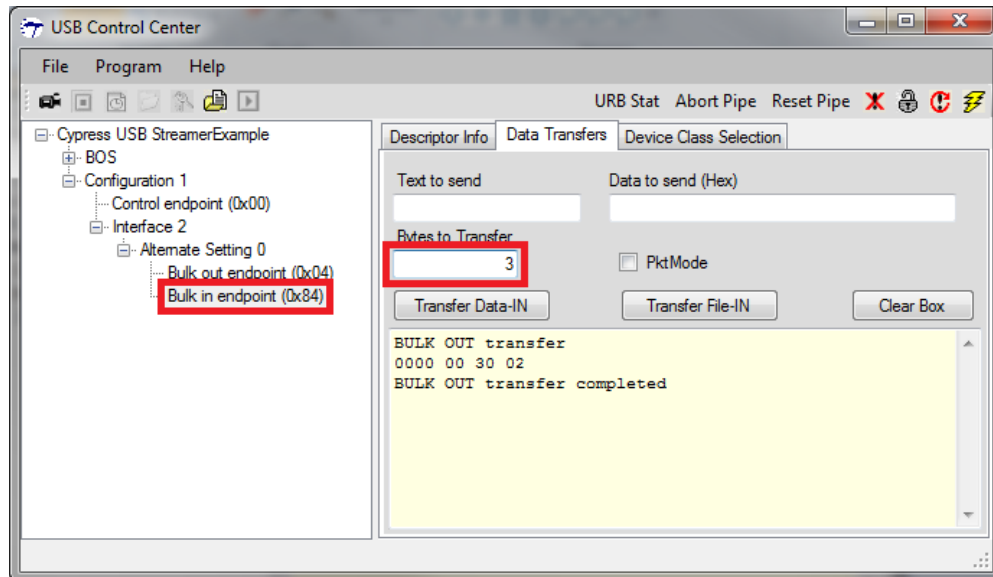 USB Control Center
File Program Help
URB Stat Abort Pipe Reset Pipe
Cypress USB StreamerExample
BOS
Configuration 1
Control endpoint (0x00)
Interface 2
Alternate Setting 0
Bulk out endpoint (0x04)
Bulk in endpoint (0x84)
Descriptor Info Data Transfers Device Class Selection
Text to send Data to send (Hex)
Bytes to Transfer
3 PktMode
Transfer Data-IN Transfer File-IN Clear Box
BULK OUT transfer
0000 00 30 02
BULK OUT transfer completed